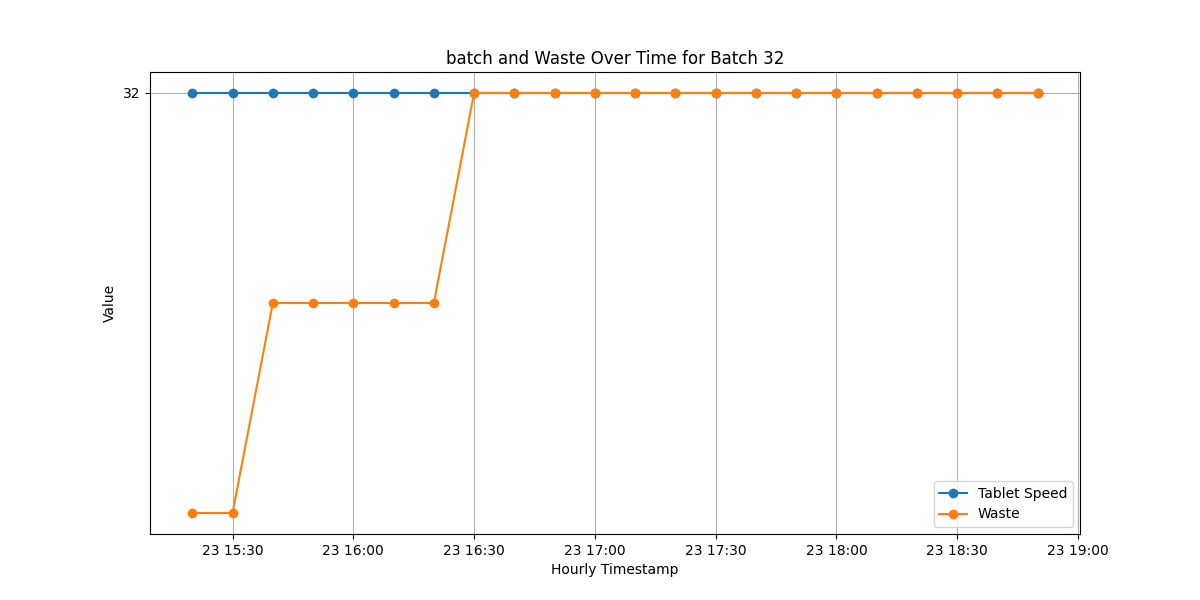 batch and Waste Over Time for Batch 32
32
Value
Tablet Speed
Waste
23 15:30
23 16:00
23 16:30
23 17:00
23 17:30
23 18:00
23 18:30
23 19:00
Hourly Timestamp